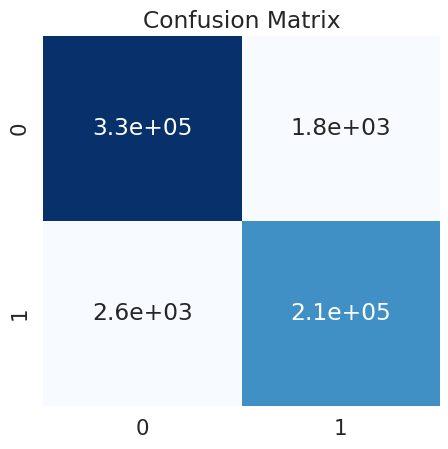 Confusion Matrix
0
3.3e+05 1.8e+03
1
2.6e+03 2.1e+05
0 1